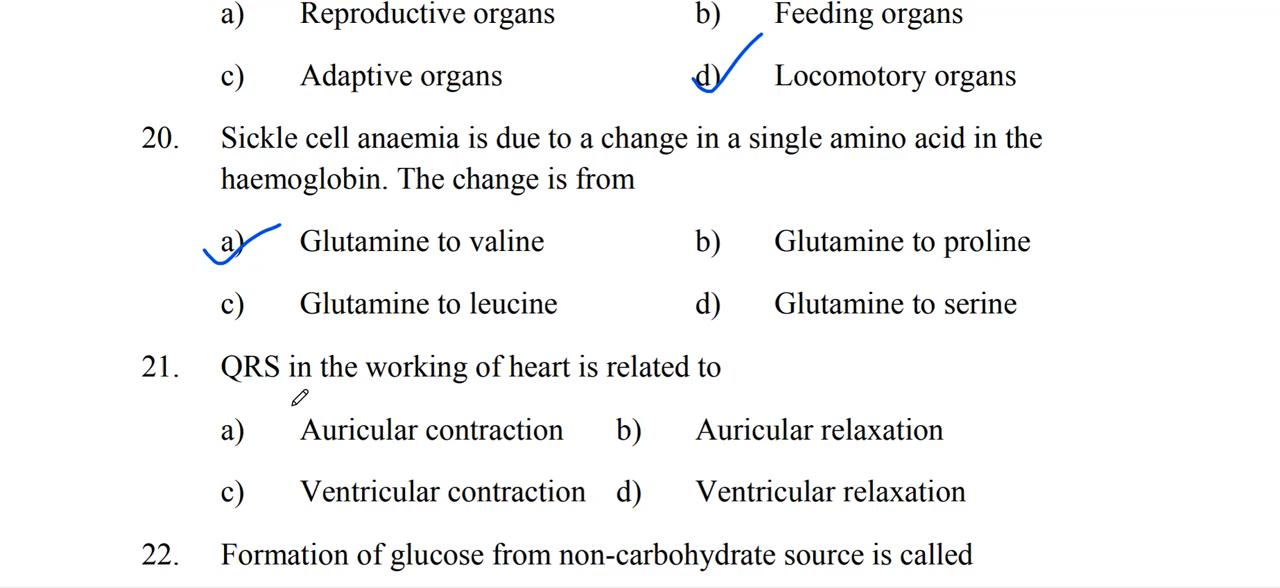 a) Reproductive organs b) Feeding organs
c) Adaptive organs d) Locomotory organs
20. Sickle cell anaemia is due to a change in a single amino acid in the
haemoglobin. The change is from
a) Glutamine to valine b) Glutamine to proline
c) Glutamine to leucine d) Glutamine to serine
21. QRS in the working of heart is related to
a) Auricular contraction b) Auricular relaxation
c) Ventricular contraction d) Ventricular relaxation
22. Formation of glucose from non-carbohydrate source is called